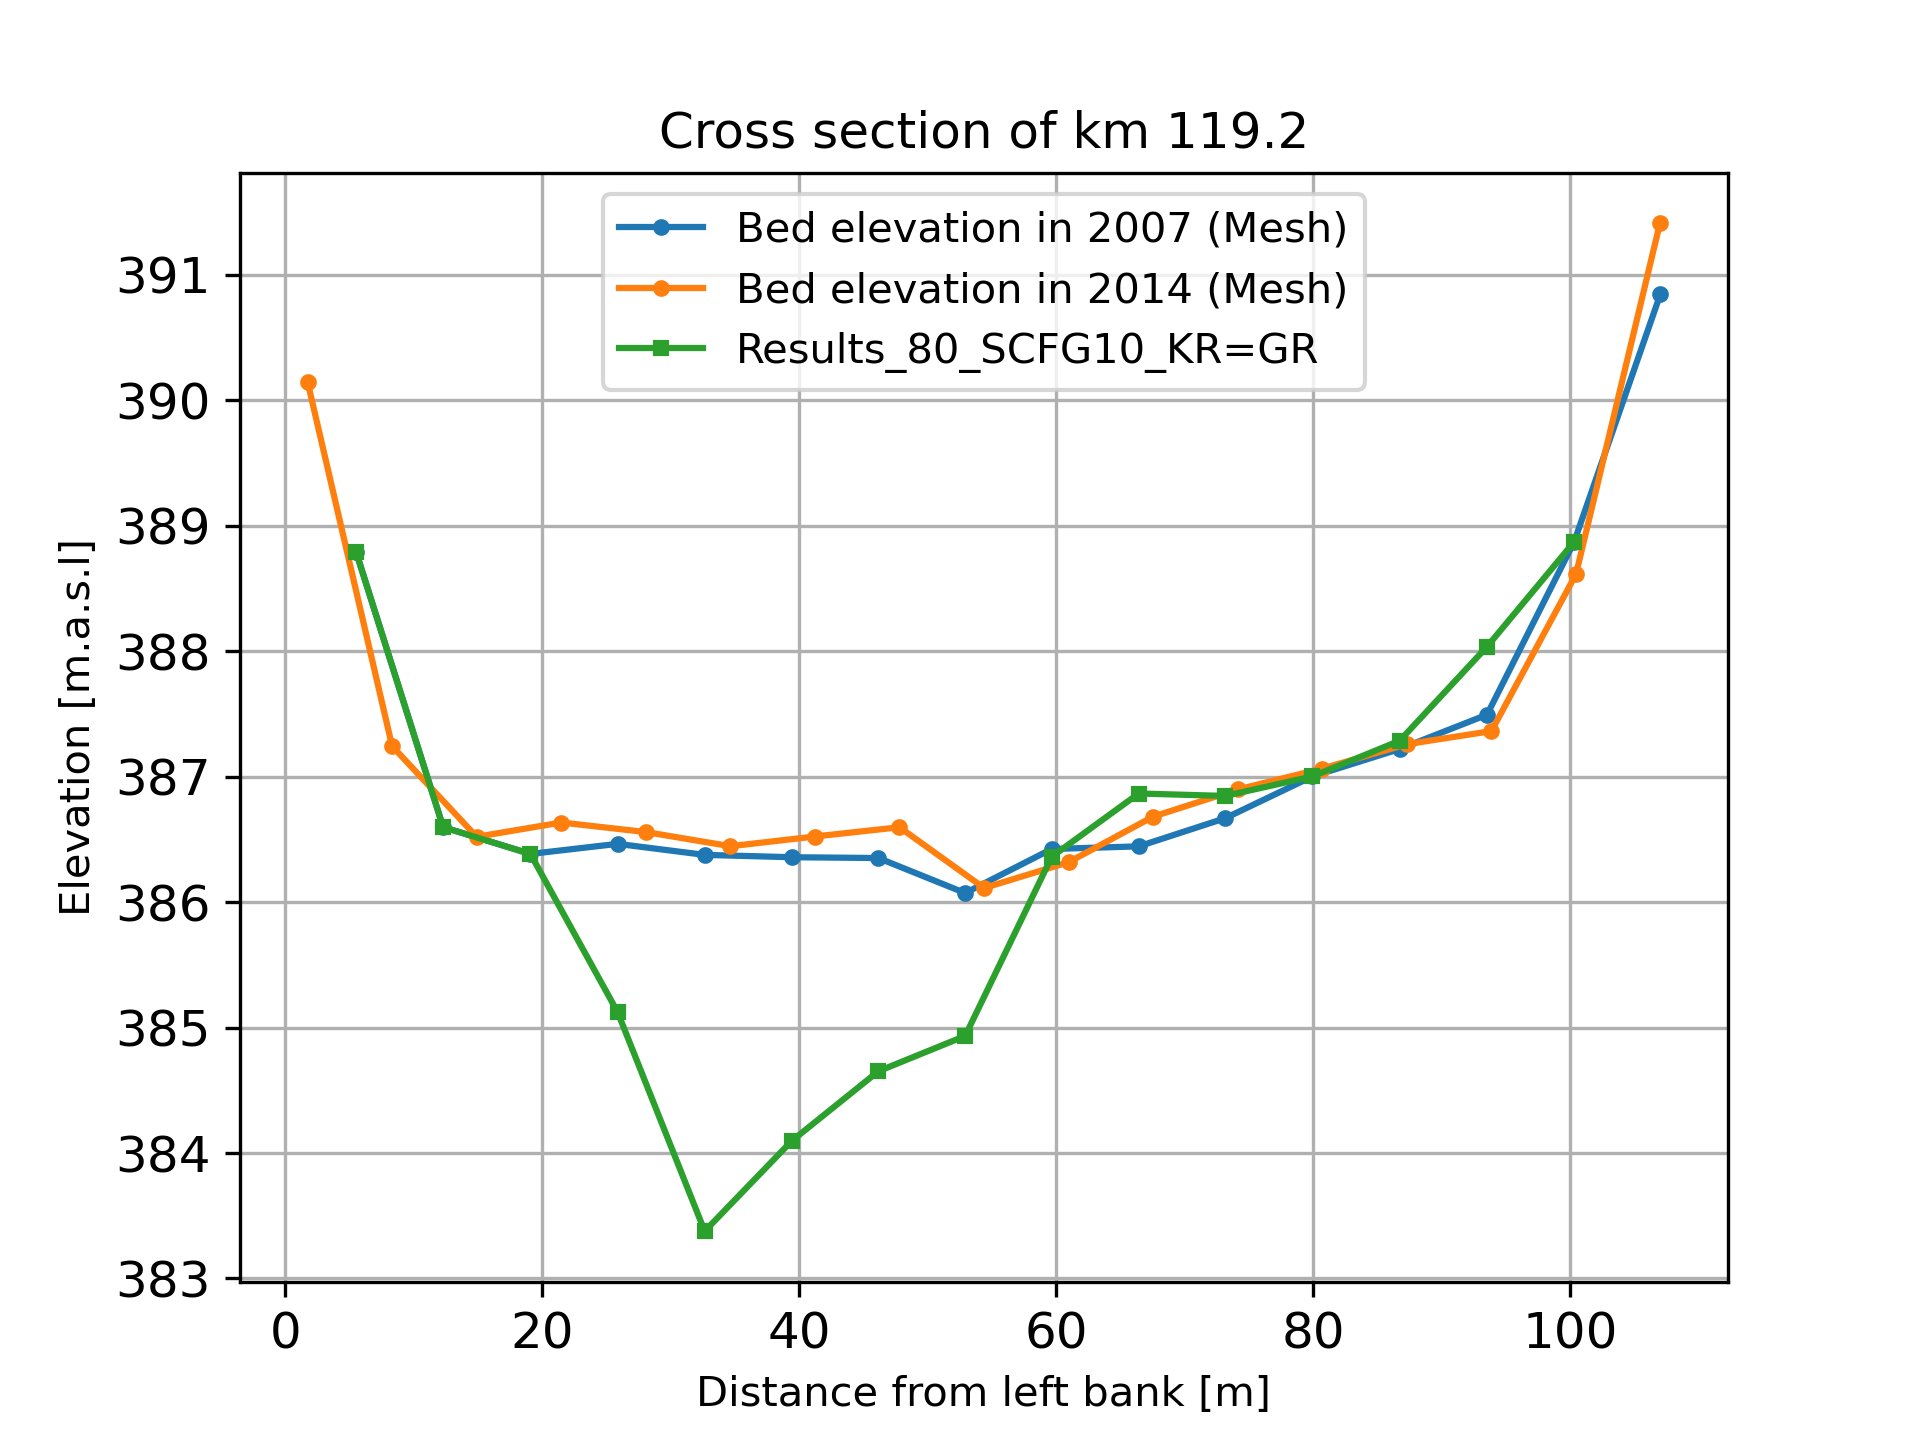 Cross section of km 119.2
Bed elevation in 2007 (Mesh)
Bed elevation in 2014 (Mesh)
Results_80_SCFG10_KR=GR
Elevation [m.a.s.l]
391
390
389
388
387
386
385
384
383
0 20 40 60 80 100
Distance from left bank [m]